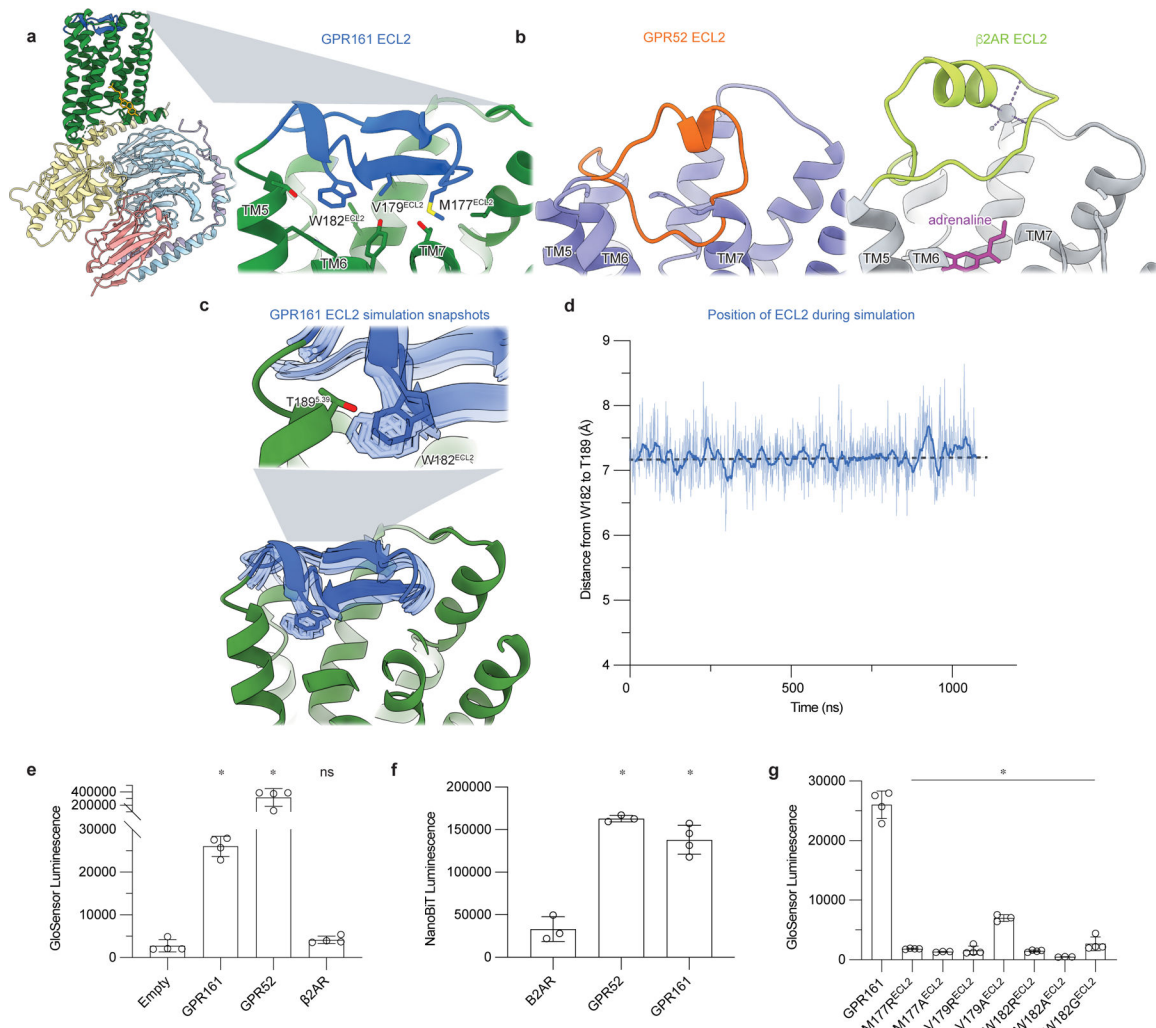 a
GPR161 ECL2
TM5
W182ECL2
V179ECL2
M177ECL2
TM6
TM7
b
GPR52 ECL2
β2AR ECL2
TM5
TM6
TM7
adrenaline
TM5
TM6
TM7
c
GPR161 ECL2 simulation snapshots
T1895.39
W182ECL2
d
Position of ECL2 during simulation
Distance from W182 to T189 (Å)
9
8
7
6
5
4
0
500
1000
Time (ns)
e
* * ns
GloSensor Luminescence
400000
200000
30000
20000
10000
0
Empty
GPR161
GPR52
β2AR
f
* *
NanoBiT Luminescence
200000
150000
100000
50000
0
B2AR
GPR52
GPR161
g
*
GloSensor Luminescence
30000
20000
10000
0
GPR161
M177RECL2
M177AECL2
V179RECL2
V179AECL2
W182RECL2
W182AECL2
W182GECL2